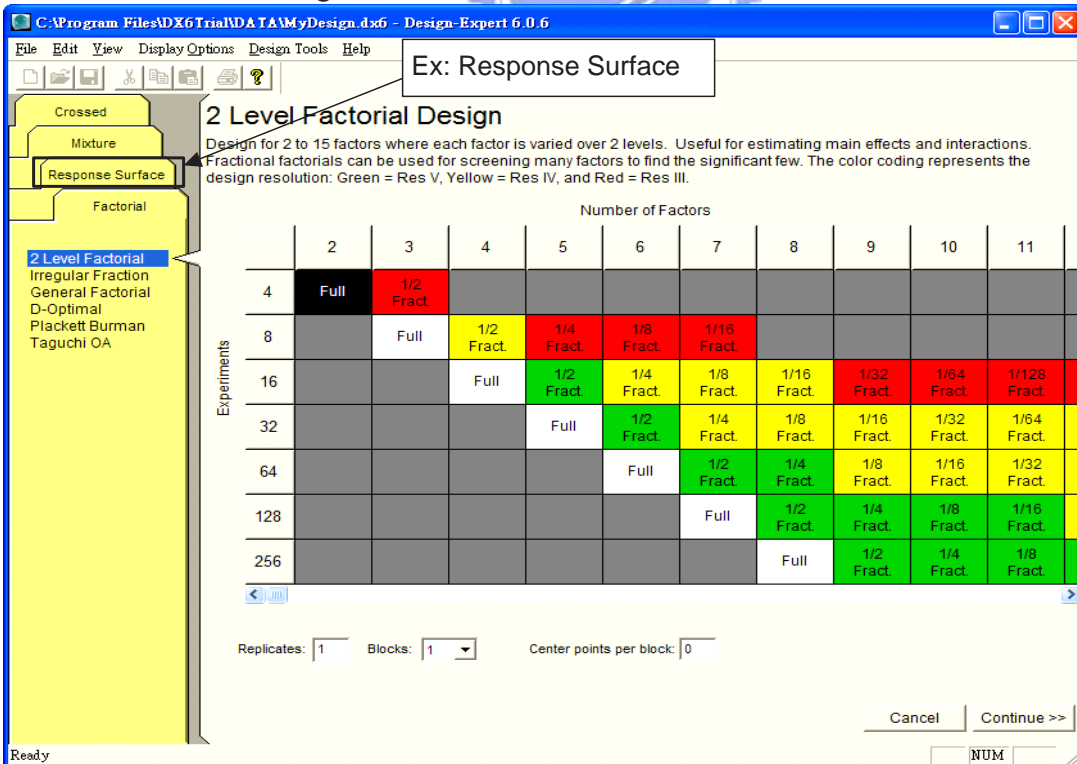 C:\Program Files\DX6Trial\DATA\MyDesign.dx6 - Design-Expert 6.0.6
File Edit View Display Options Design Tools Help
Ex: Response Surface
Crossed
Mixture
Response Surface
Factorial
2 Level Factorial
Irregular Fraction
General Factorial
D-Optimal
Plackett Burman
Taguchi OA
2 Level Factorial Design
Design for 2 to 15 factors where each factor is varied over 2 levels. Useful for estimating main effects and interactions.
Fractional factorials can be used for screening many factors to find the significant few. The color coding represents the
design resolution: Green = Res V, Yellow = Res IV, and Red = Res III.
Number of Factors
2 3 4 5 6 7 8 9 10 11
Experiments
4 Full 1/2 Fract.
8 Full 1/2 Fract. 1/4 Fract. 1/8 Fract. 1/16 Fract.
16 Full 1/2 Fract. 1/4 Fract. 1/8 Fract. 1/16 Fract. 1/32 Fract. 1/64 Fract. 1/128 Fract.
32 Full 1/2 Fract. 1/4 Fract. 1/8 Fract. 1/16 Fract. 1/32 Fract. 1/64 Fract.
64 Full 1/2 Fract. 1/4 Fract. 1/8 Fract. 1/16 Fract. 1/32 Fract.
128 Full 1/2 Fract. 1/4 Fract. 1/8 Fract. 1/16 Fract.
256 Full 1/2 Fract. 1/4 Fract. 1/8 Fract.
Replicates: 1 Blocks: 1 Center points per block: 0
Cancel Continue >>
Ready NUM